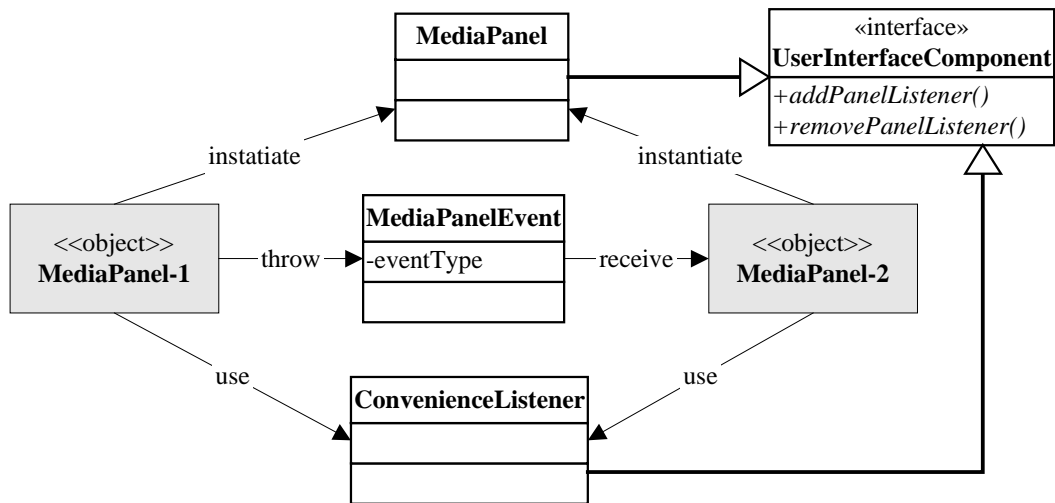 MediaPanel
«interface»
UserInterfaceComponent
+addPanelListener()
+removePanelListener()
instatiate
instantiate
<<object>>
MediaPanel-1
throw
MediaPanelEvent
-eventType
receive
<<object>>
MediaPanel-2
use
use
ConvenienceListener